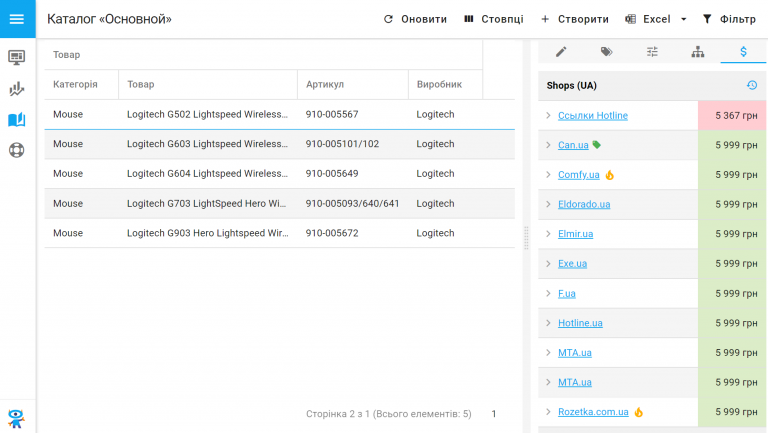 Каталог «Основной»
Оновити Стовпці Створити Excel Фільтр
Товар
Категорія Товар Артикул Виробник
Mouse Logitech G502 Lightspeed Wireless... 910-005567 Logitech
Mouse Logitech G603 Lightspeed Wireless... 910-005101/102 Logitech
Mouse Logitech G604 Lightspeed Wireless... 910-005649 Logitech
Mouse Logitech G703 LightSpeed Hero Wi... 910-005093/640/641 Logitech
Mouse Logitech G903 Hero Lightspeed Wir... 910-005672 Logitech
Сторінка 2 з 1 (Всього елементів: 5) 1
$
Shops (UA)
Ссылки Hotline 5 367 грн
Can.ua 5 999 грн
Comfy.ua 5 999 грн
Eldorado.ua 5 999 грн
Elmir.ua 5 999 грн
Exe.ua 5 999 грн
F.ua 5 999 грн
Hotline.ua 5 999 грн
MTA.ua 5 999 грн
MTA.ua 5 999 грн
Rozetka.com.ua 5 999 грн